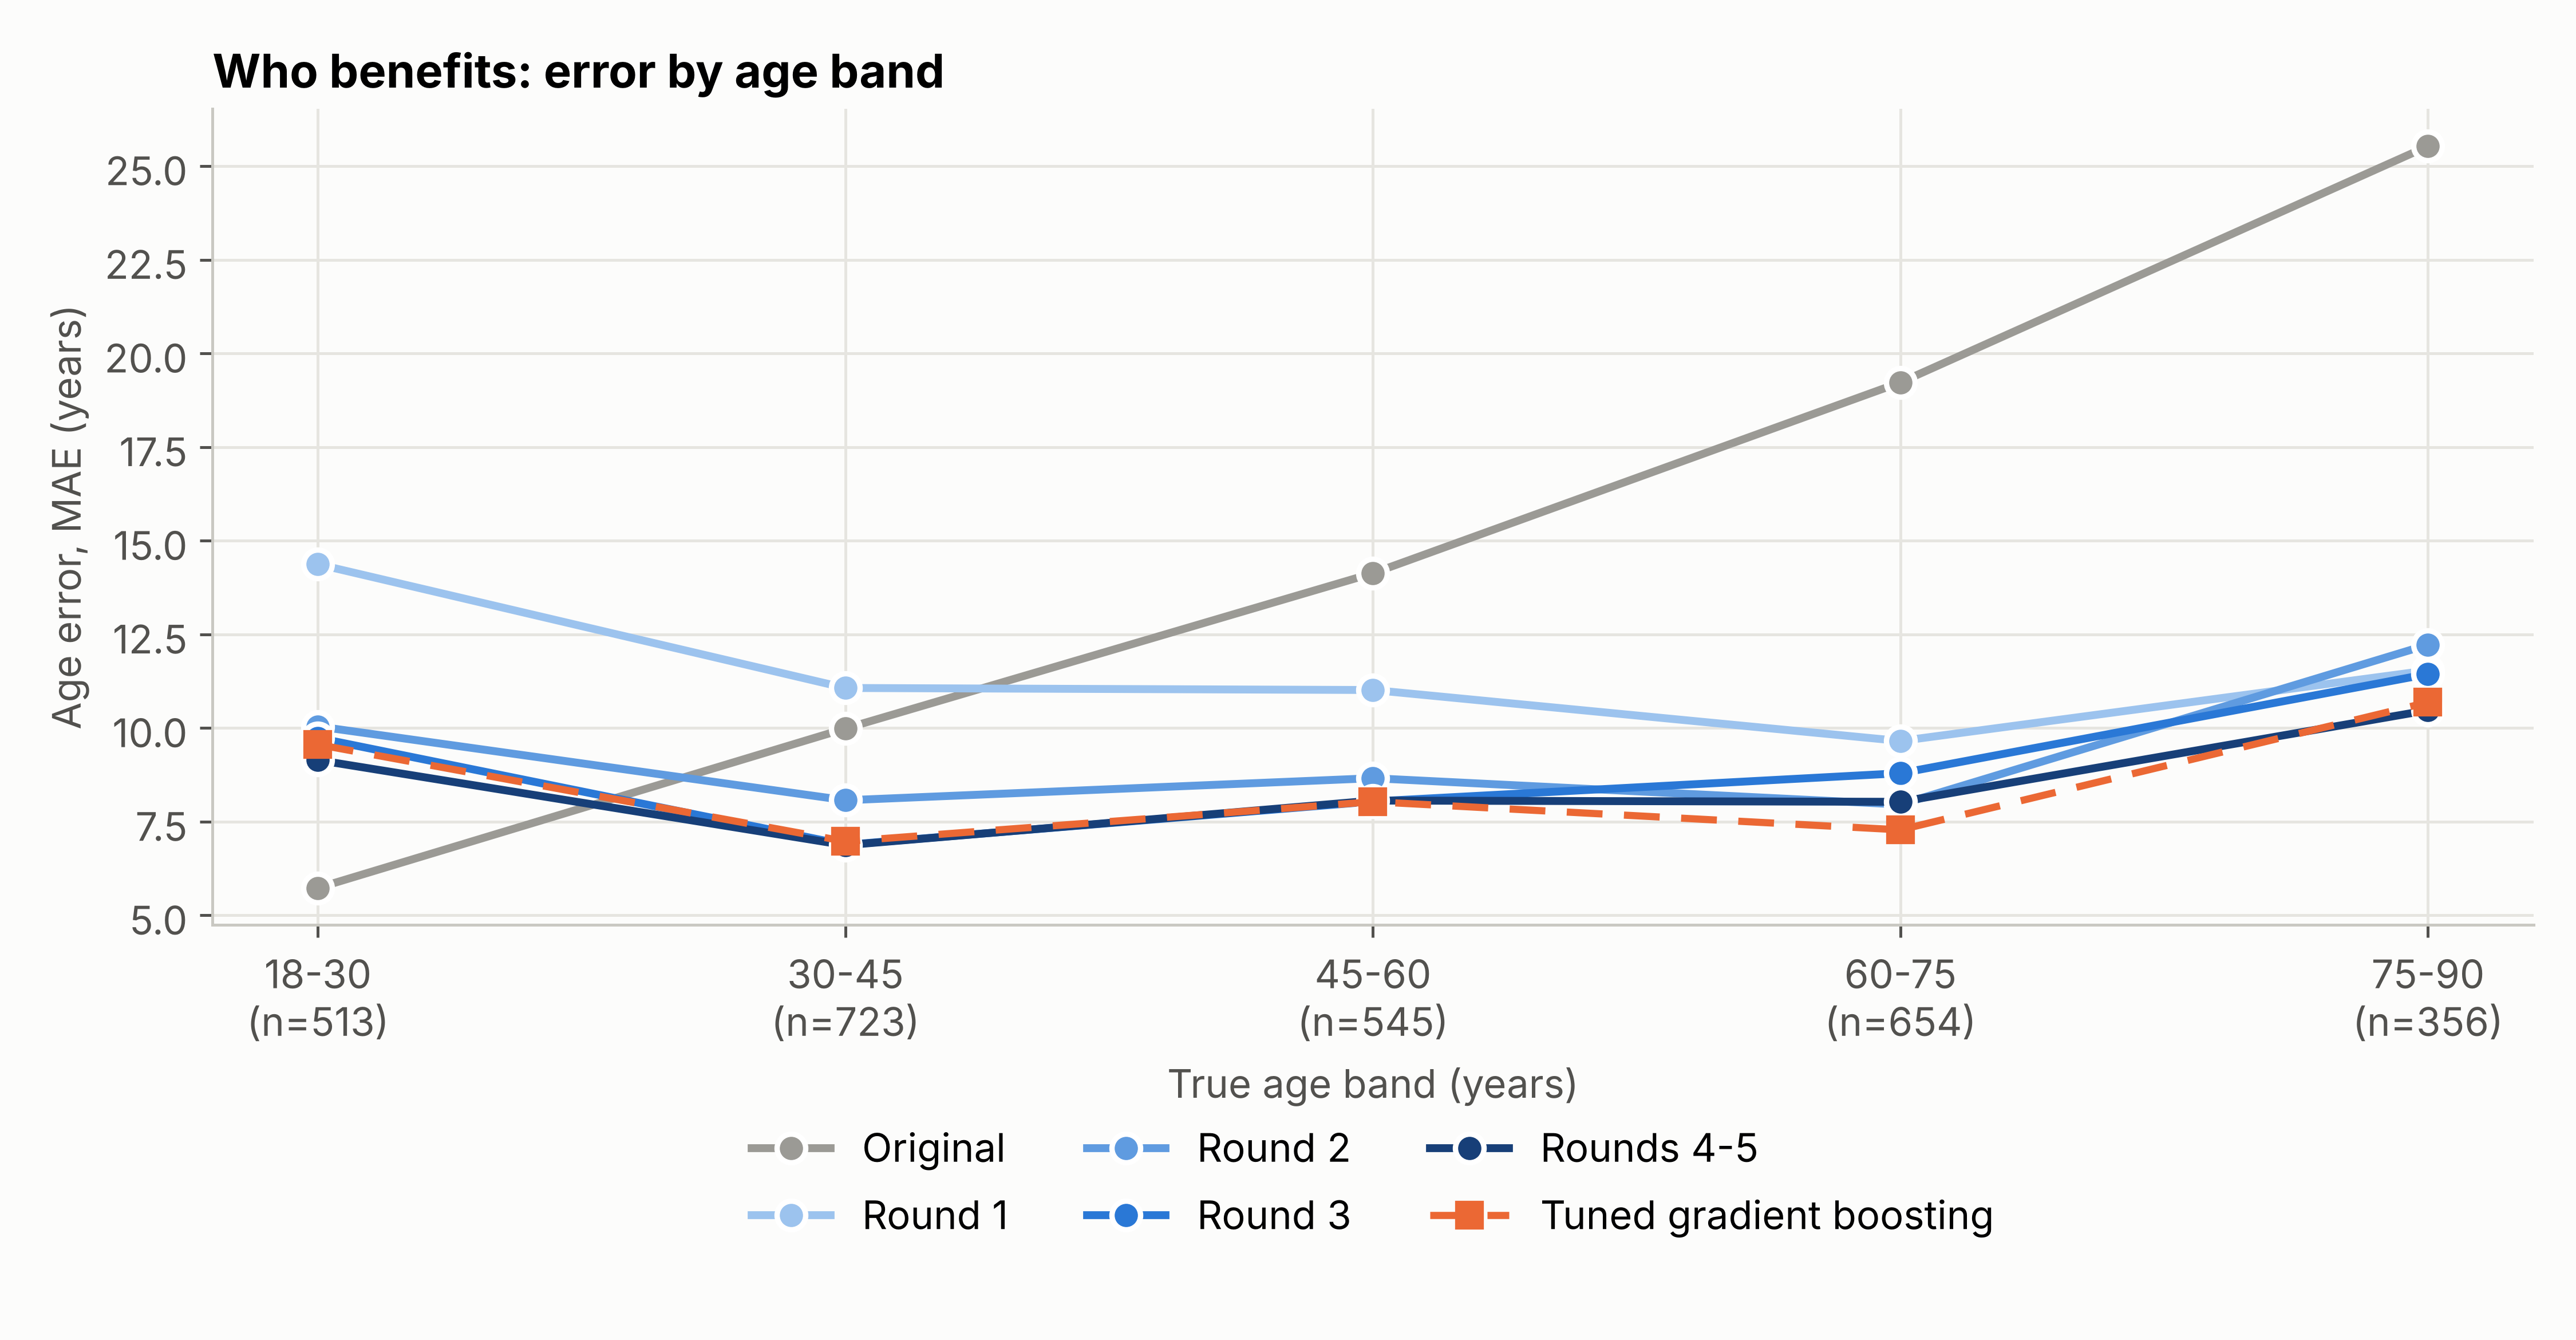 Who benefits: error by age band
Age error, MAE (years)
25.0
22.5
20.0
17.5
15.0
12.5
10.0
7.5
5.0
18-30 30-45 45-60 60-75 75-90
(n=513) (n=723) (n=545) (n=654) (n=356)
True age band (years)
Original Round 2 Rounds 4-5
Round 1 Round 3 Tuned gradient boosting